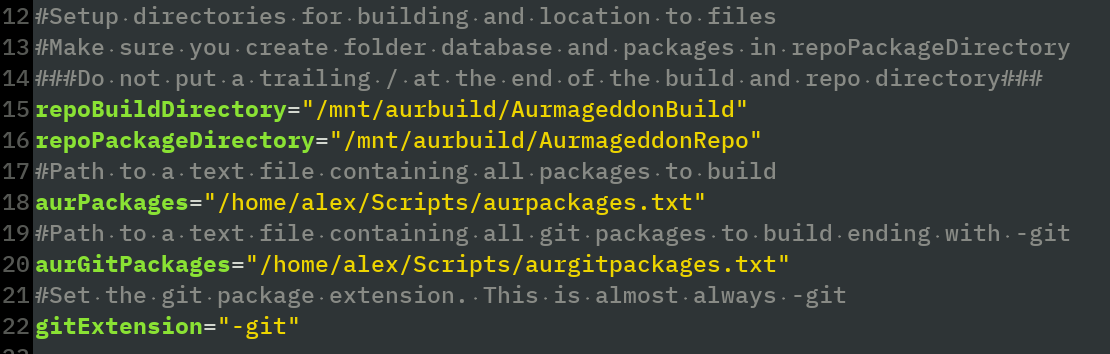 12 #Setup directories for building and location to files
13 #Make sure you create folder database and packages in repoPackageDirectory
14 ###Do not put a trailing / at the end of the build and repo directory###
15 repoBuildDirectory="/mnt/aurbuild/AurmageddonBuild"
16 repoPackageDirectory="/mnt/aurbuild/AurmageddonRepo"
17 #Path to a text file containing all packages to build
18 aurPackages="/home/alex/Scripts/aurpackages.txt"
19 #Path to a text file containing all git packages to build ending with -git
20 aurGitPackages="/home/alex/Scripts/aurgitpackages.txt"
21 #Set the git package extension. This is almost always -git
22 gitExtension="-git"